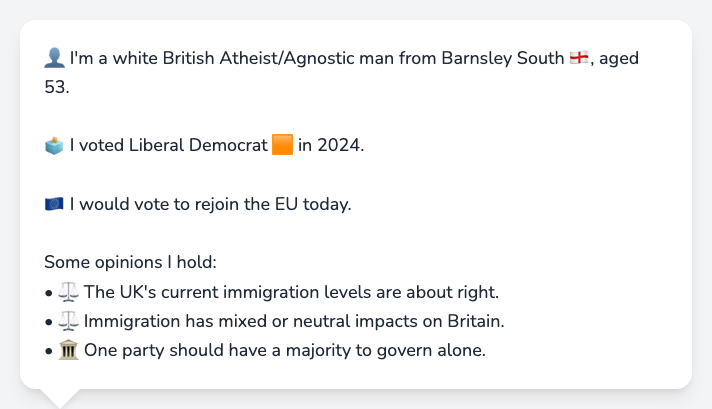 👤 I'm a white British Atheist/Agnostic man from Barnsley South 🏴󠁧󠁢󠁥󠁮󠁧󠁿, aged
53.
🗳️ I voted Liberal Democrat 🟧 in 2024.
🇪🇺 I would vote to rejoin the EU today.
Some opinions I hold:
• ⚖️ The UK's current immigration levels are about right.
• ⚖️ Immigration has mixed or neutral impacts on Britain.
• 🏛️ One party should have a majority to govern alone.